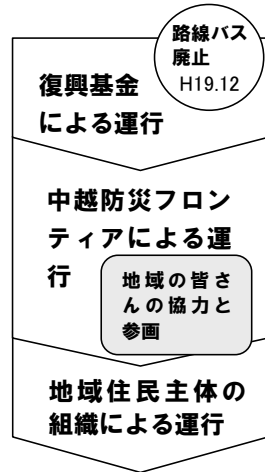 路線バス
廃止
H19.12
復興基金
による運行
中越防災フロン
ティアによる運
行
地域の皆さ
んの協力と
参画
地域住民主体の
組織による運行